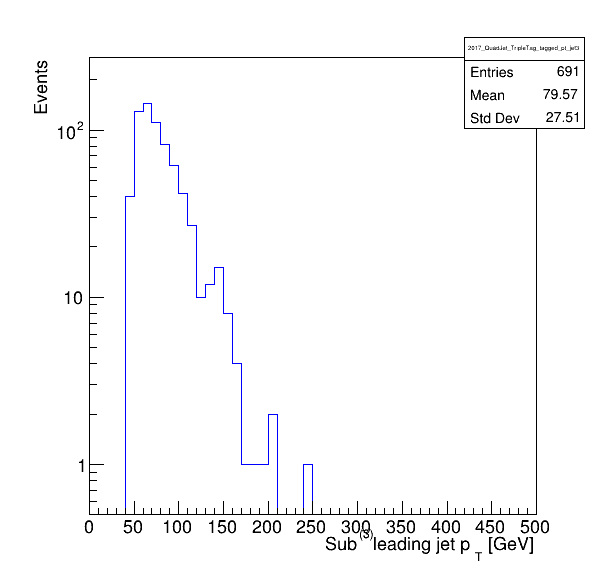 2017_QuadJet_TripleTag_tagged_pt_jet3
Entries 691
Mean 79.57
Std Dev 27.51
Events
10²
10
1
0 50 100 150 200 250 300 350 400 450 500
Sub⁽³⁾leading jet p_T [GeV]